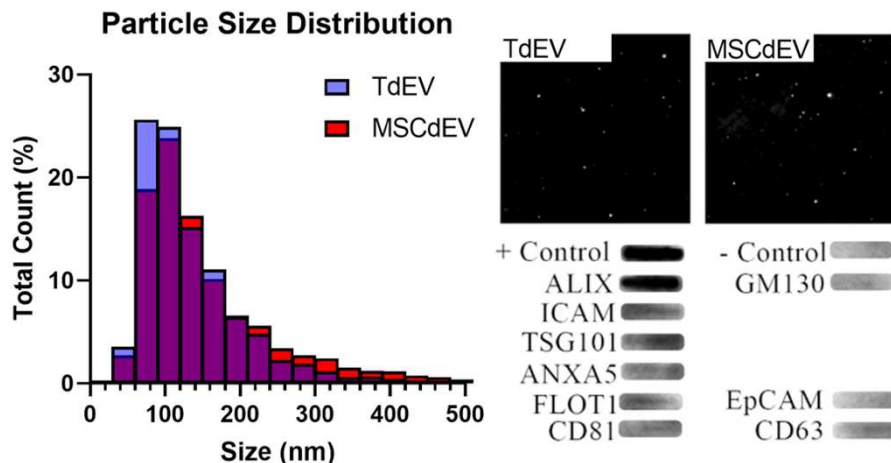 Particle Size Distribution
30
20
10
0
Total Count (%)
0 100 200 300 400 500
Size (nm)
TdEV
MSCdEV
TdEV
MSCdEV
+ Control
ALIX
ICAM
TSG101
ANXA5
FLOT1
CD81
- Control
GM130
EpCAM
CD63